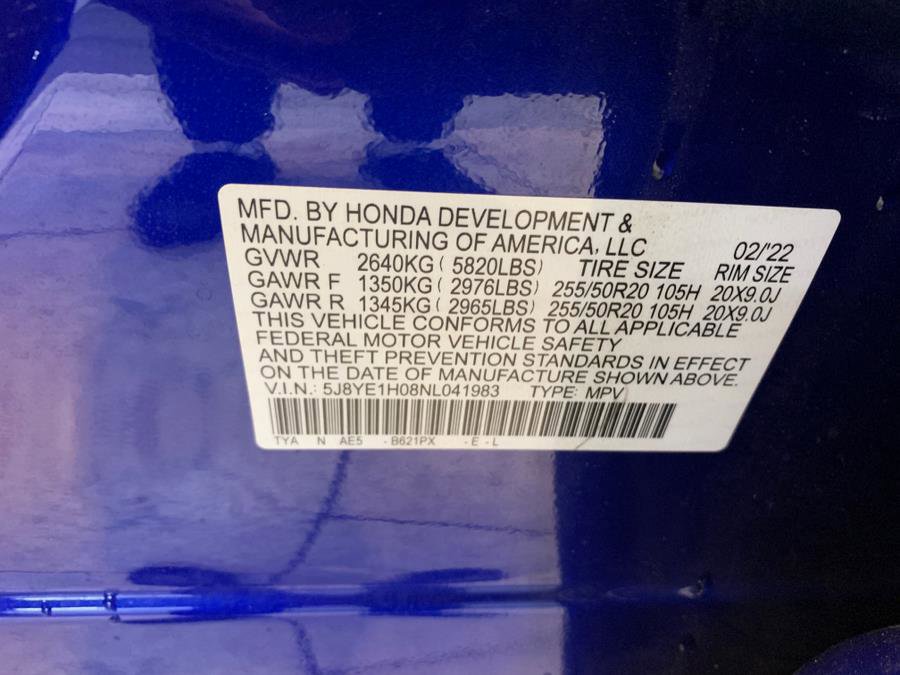 MFD. BY HONDA DEVELOPMENT &
MANUFACTURING OF AMERICA, LLC 02/'22
GVWR 2640KG ( 5820LBS) TIRE SIZE RIM SIZE
GAWR F 1350KG ( 2976LBS) 255/50R20 105H 20X9.0J
GAWR R 1345KG ( 2965LBS) 255/50R20 105H 20X9.0J
THIS VEHICLE CONFORMS TO ALL APPLICABLE
FEDERAL MOTOR VEHICLE SAFETY
AND THEFT PREVENTION STANDARDS IN EFFECT
ON THE DATE OF MANUFACTURE SHOWN ABOVE.
V.I.N.: 5J8YE1H08NL041983 TYPE: MPV
TYA N AE5 - B621PX - E - L